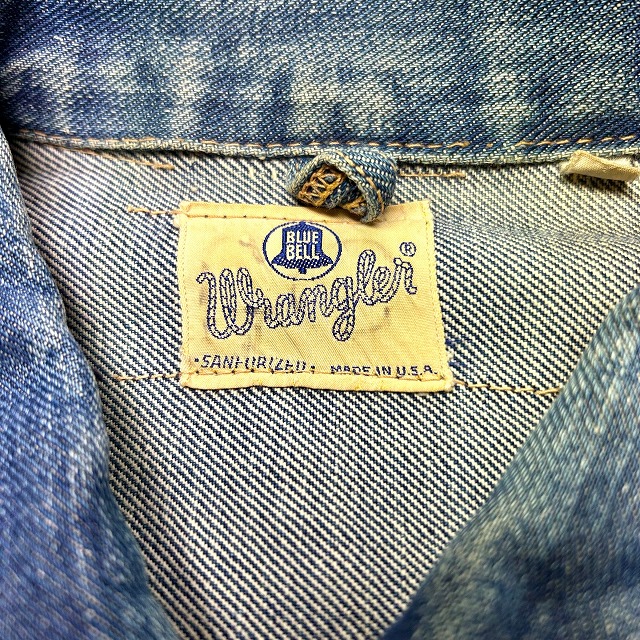 BLUE
BELL
Wrangler®
•SANFORIZED• MADE IN U.S.A.